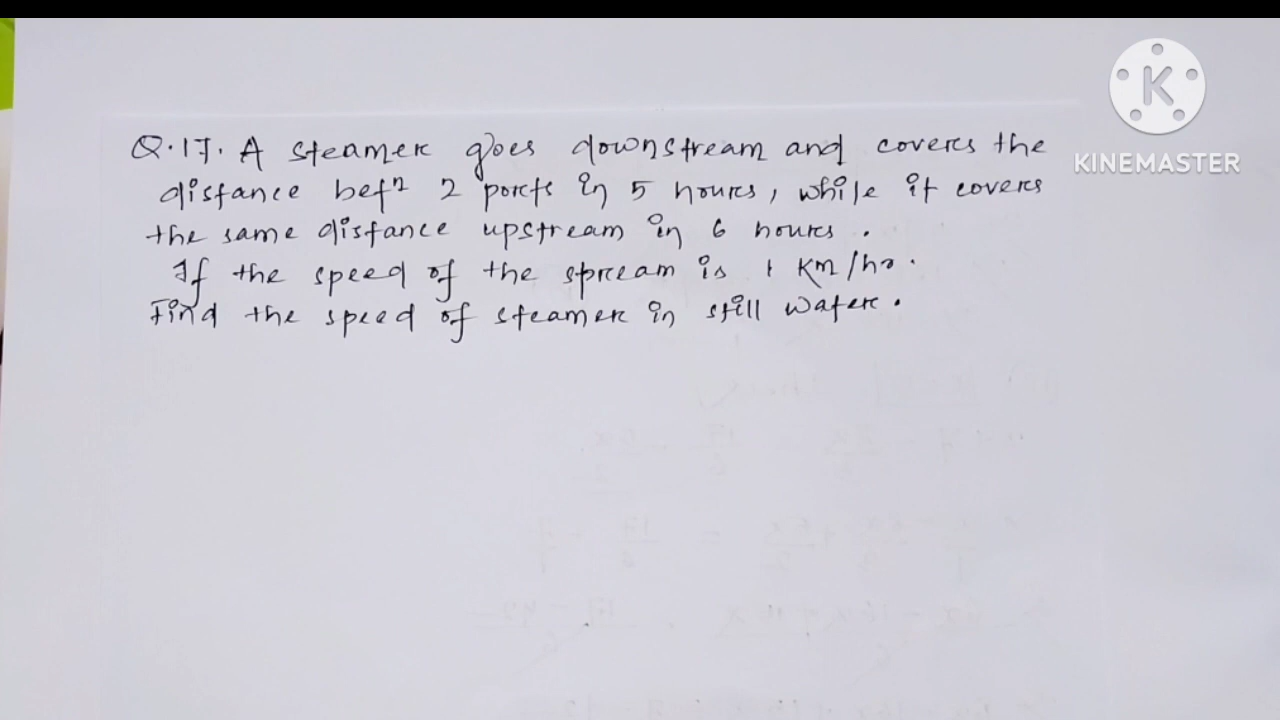 Q.17. A steamer goes downstream and covers the
distance betn 2 ports in 5 hours, while it covers
the same distance upstream in 6 hours.
If the speed of the spream is 1 Km/hr.
Find the speed of steamer in still water.
K
KINEMASTER